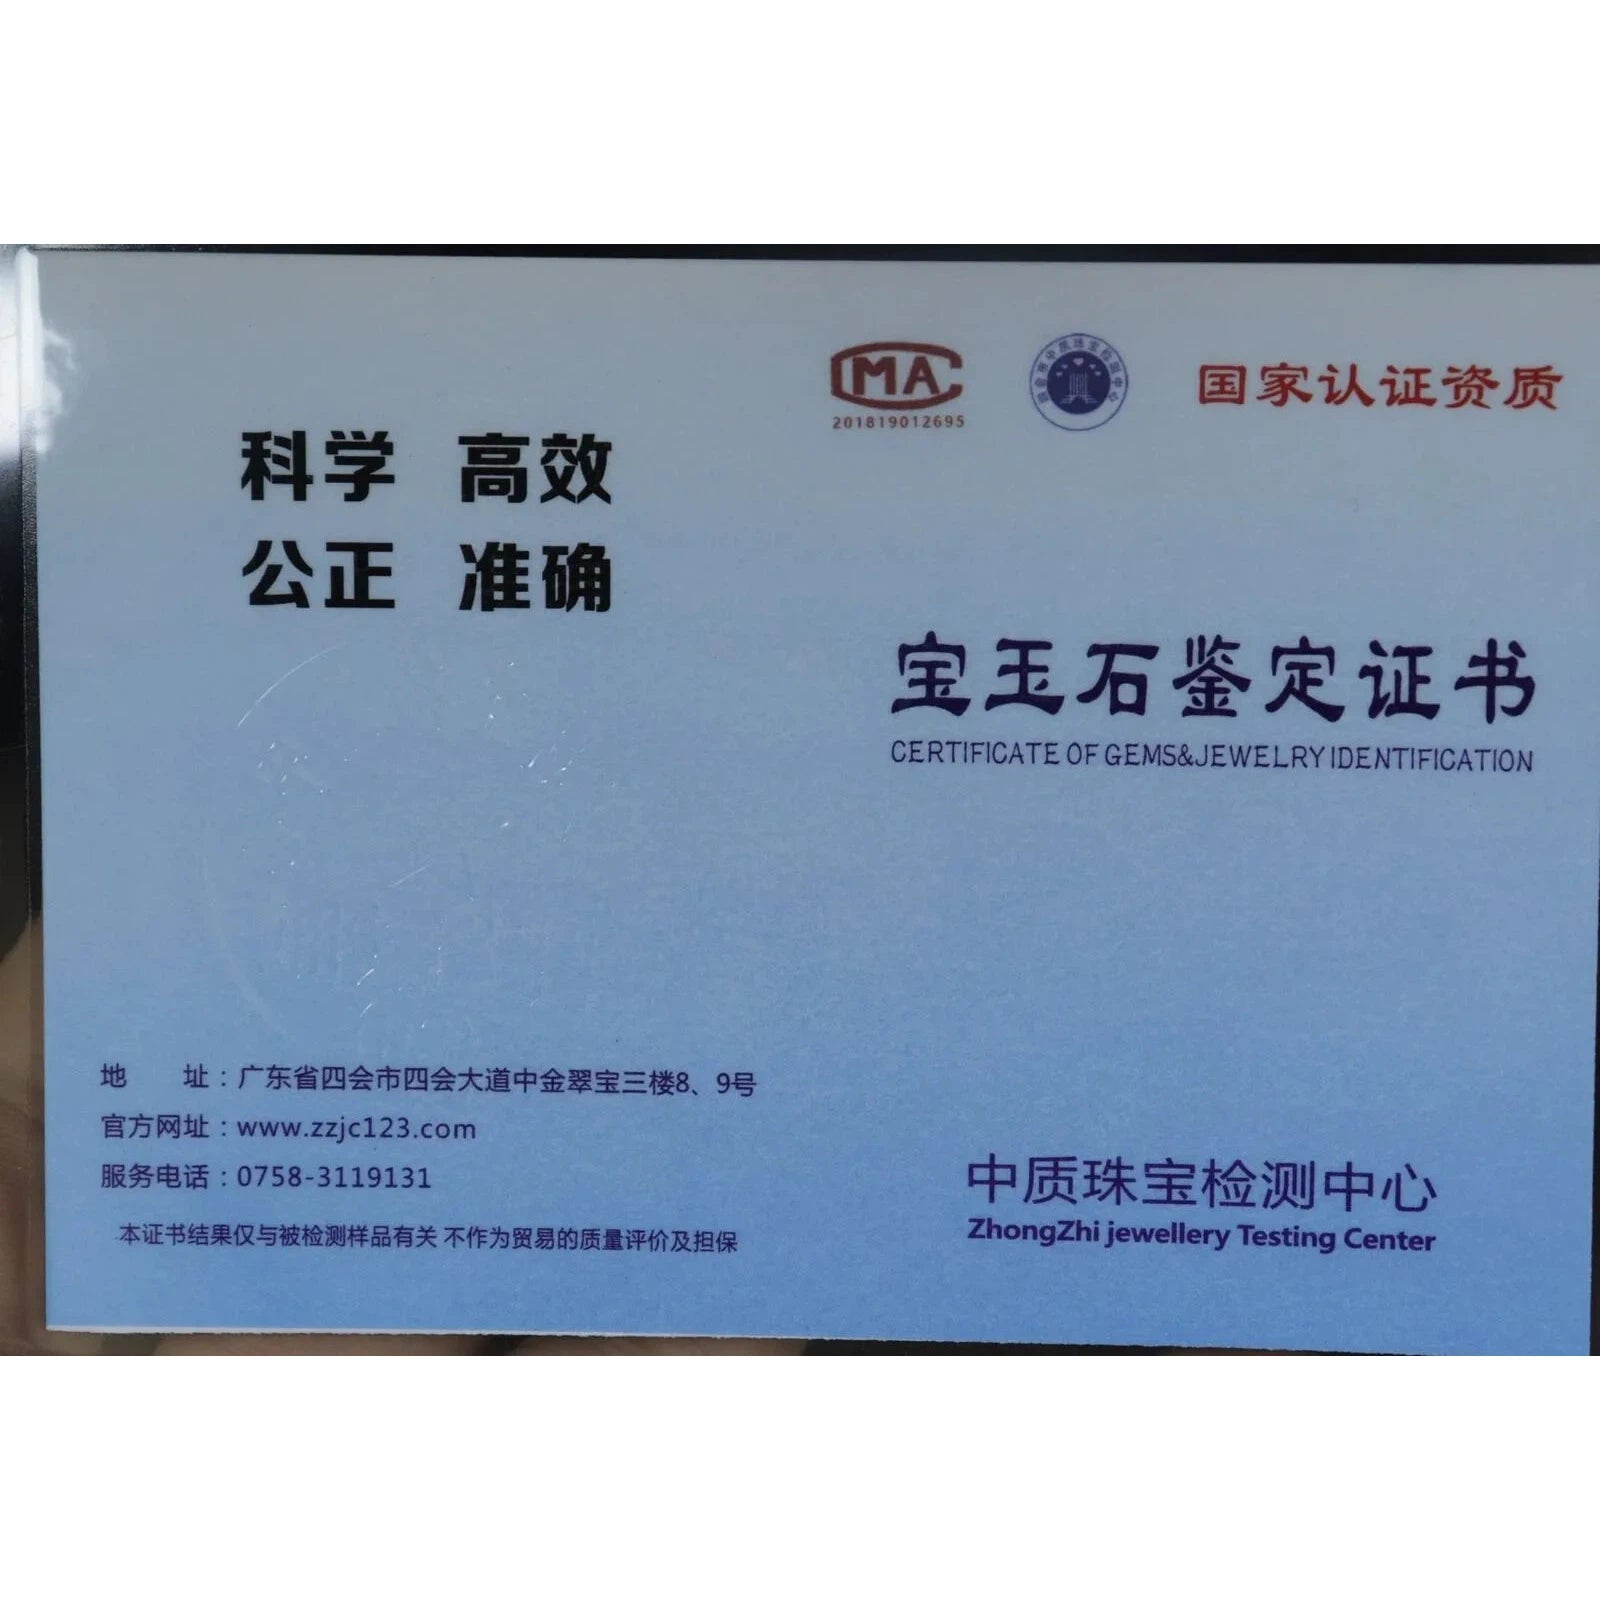 科学 高效
公正 准确
地 址：广东省四会市四会大道中金翠宝三楼8、9号
官方网址：www.zzjc123.com
服务电话：0758-3119131
本证书结果仅与被检测样品有关 不作为贸易的质量评价及担保
CMA
201819012695
国家认证资质
宝玉石鉴定证书
CERTIFICATE OF GEMS&JEWELRY IDENTIFICATION
中质珠宝检测中心
ZhongZhi jewellery Testing Center